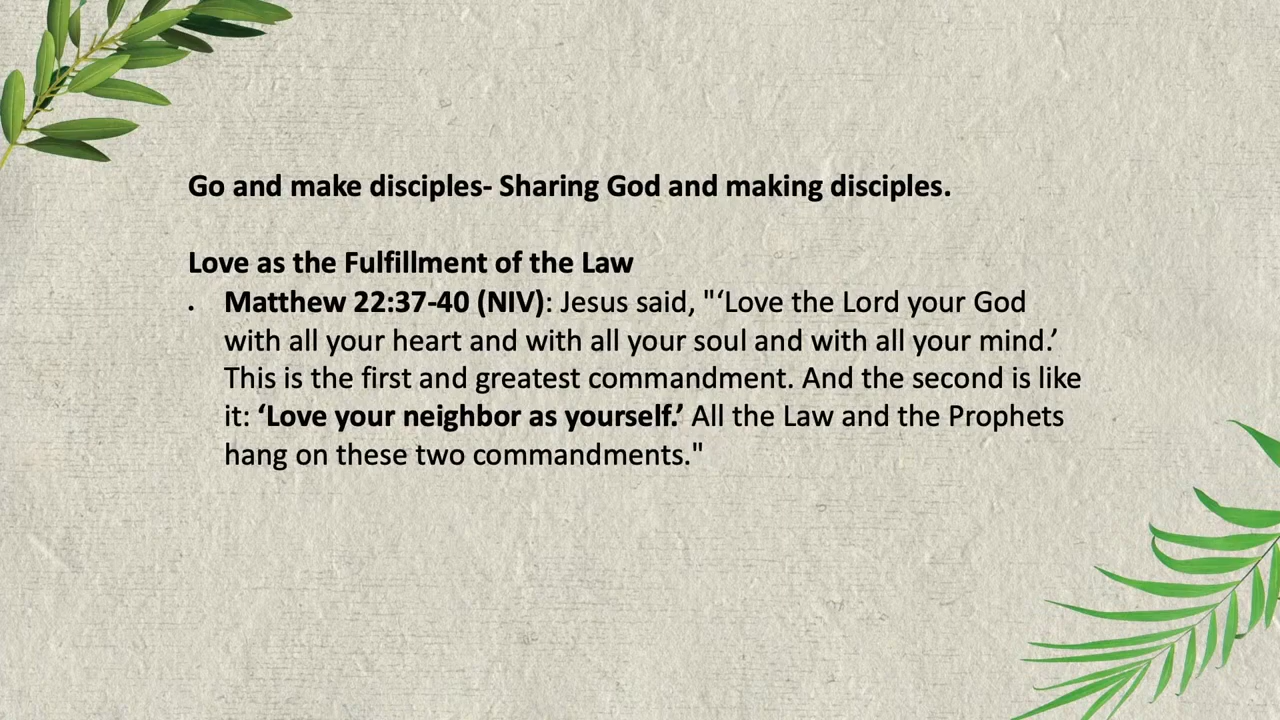 Go and make disciples- Sharing God and making disciples.
Love as the Fulfillment of the Law
• Matthew 22:37-40 (NIV): Jesus said, "‘Love the Lord your God
with all your heart and with all your soul and with all your mind.’
This is the first and greatest commandment. And the second is like
it: ‘Love your neighbor as yourself.’ All the Law and the Prophets
hang on these two commandments."